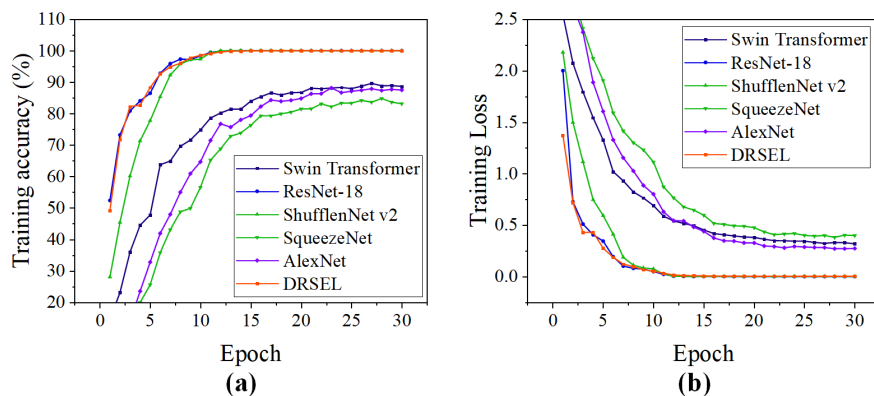 100
90
80
70
60
50
40
30
20
0
5
10
15
20
25
30
Training accuracy (%)
Epoch
Swin Transformer
ResNet-18
ShufflenNet v2
SqueezeNet
AlexNet
DRSEL
(a)
2.5
2.0
1.5
1.0
0.5
0.0
0
5
10
15
20
25
30
Training Loss
Epoch
Swin Transformer
ResNet-18
ShufflenNet v2
SqueezeNet
AlexNet
DRSEL
(b)